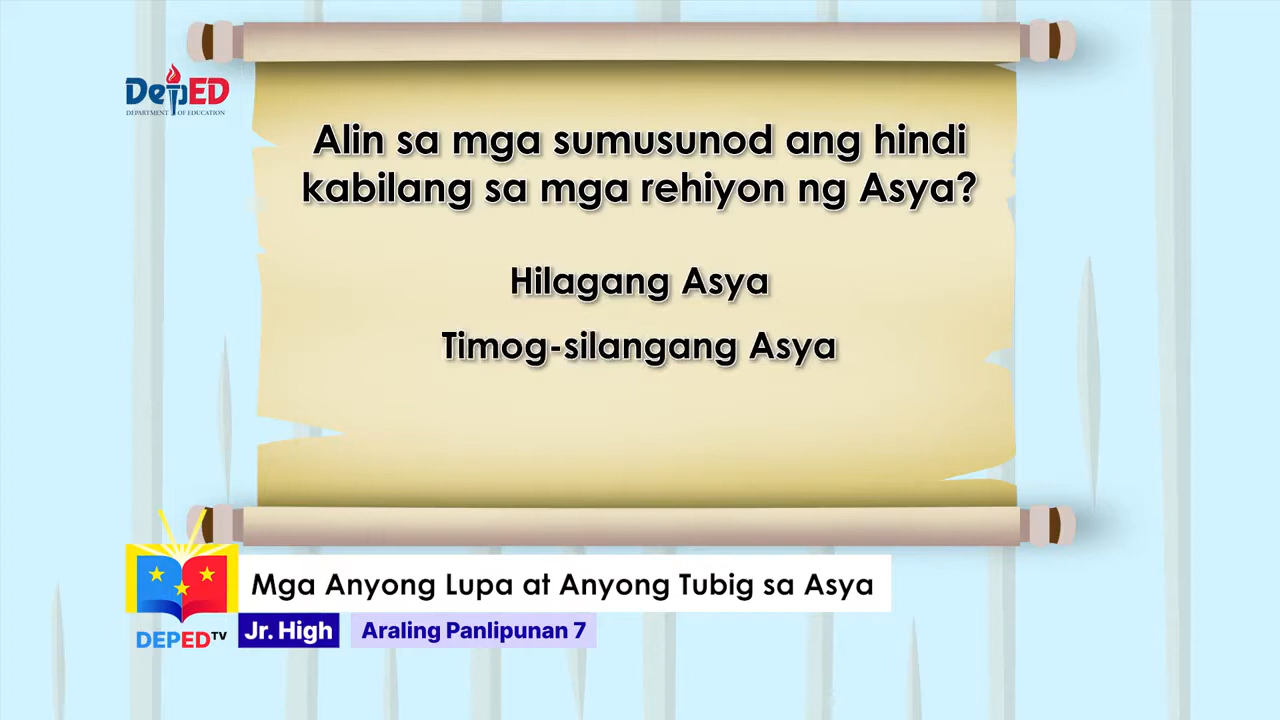 DepED
DEPARTMENT OF EDUCATION
Alin sa mga sumusunod ang hindi
kabilang sa mga rehiyon ng Asya?
Hilagang Asya
Timog-silangang Asya
Mga Anyong Lupa at Anyong Tubig sa Asya
DEPED TV
Jr. High
Araling Panlipunan 7